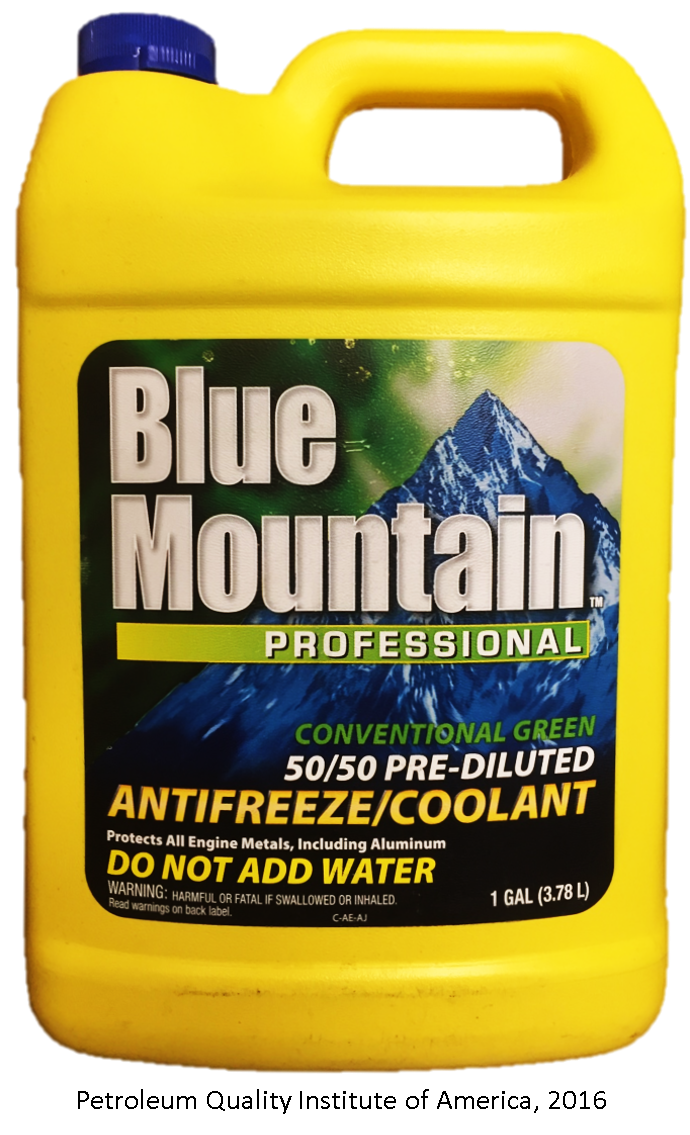 Blue
Mountain™
PROFESSIONAL
CONVENTIONAL GREEN
50/50 PRE-DILUTED
ANTIFREEZE/COOLANT
Protects All Engine Metals, Including Aluminum
DO NOT ADD WATER
WARNING: HARMFUL OR FATAL IF SWALLOWED OR INHALED.
Read warnings on back label.
C-AE-AJ
1 GAL (3.78 L)
Petroleum Quality Institute of America, 2016